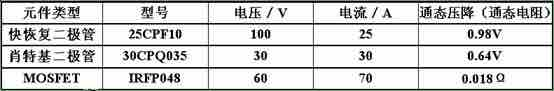 元件类型 型号 电压/V 电流/A 通态压降（通态电阻）
快恢复二极管 25CPF10 100 25 0.98V
肖特基二极管 30CPQ035 30 30 0.64V
MOSFET IRFP048 60 70 0.018Ω